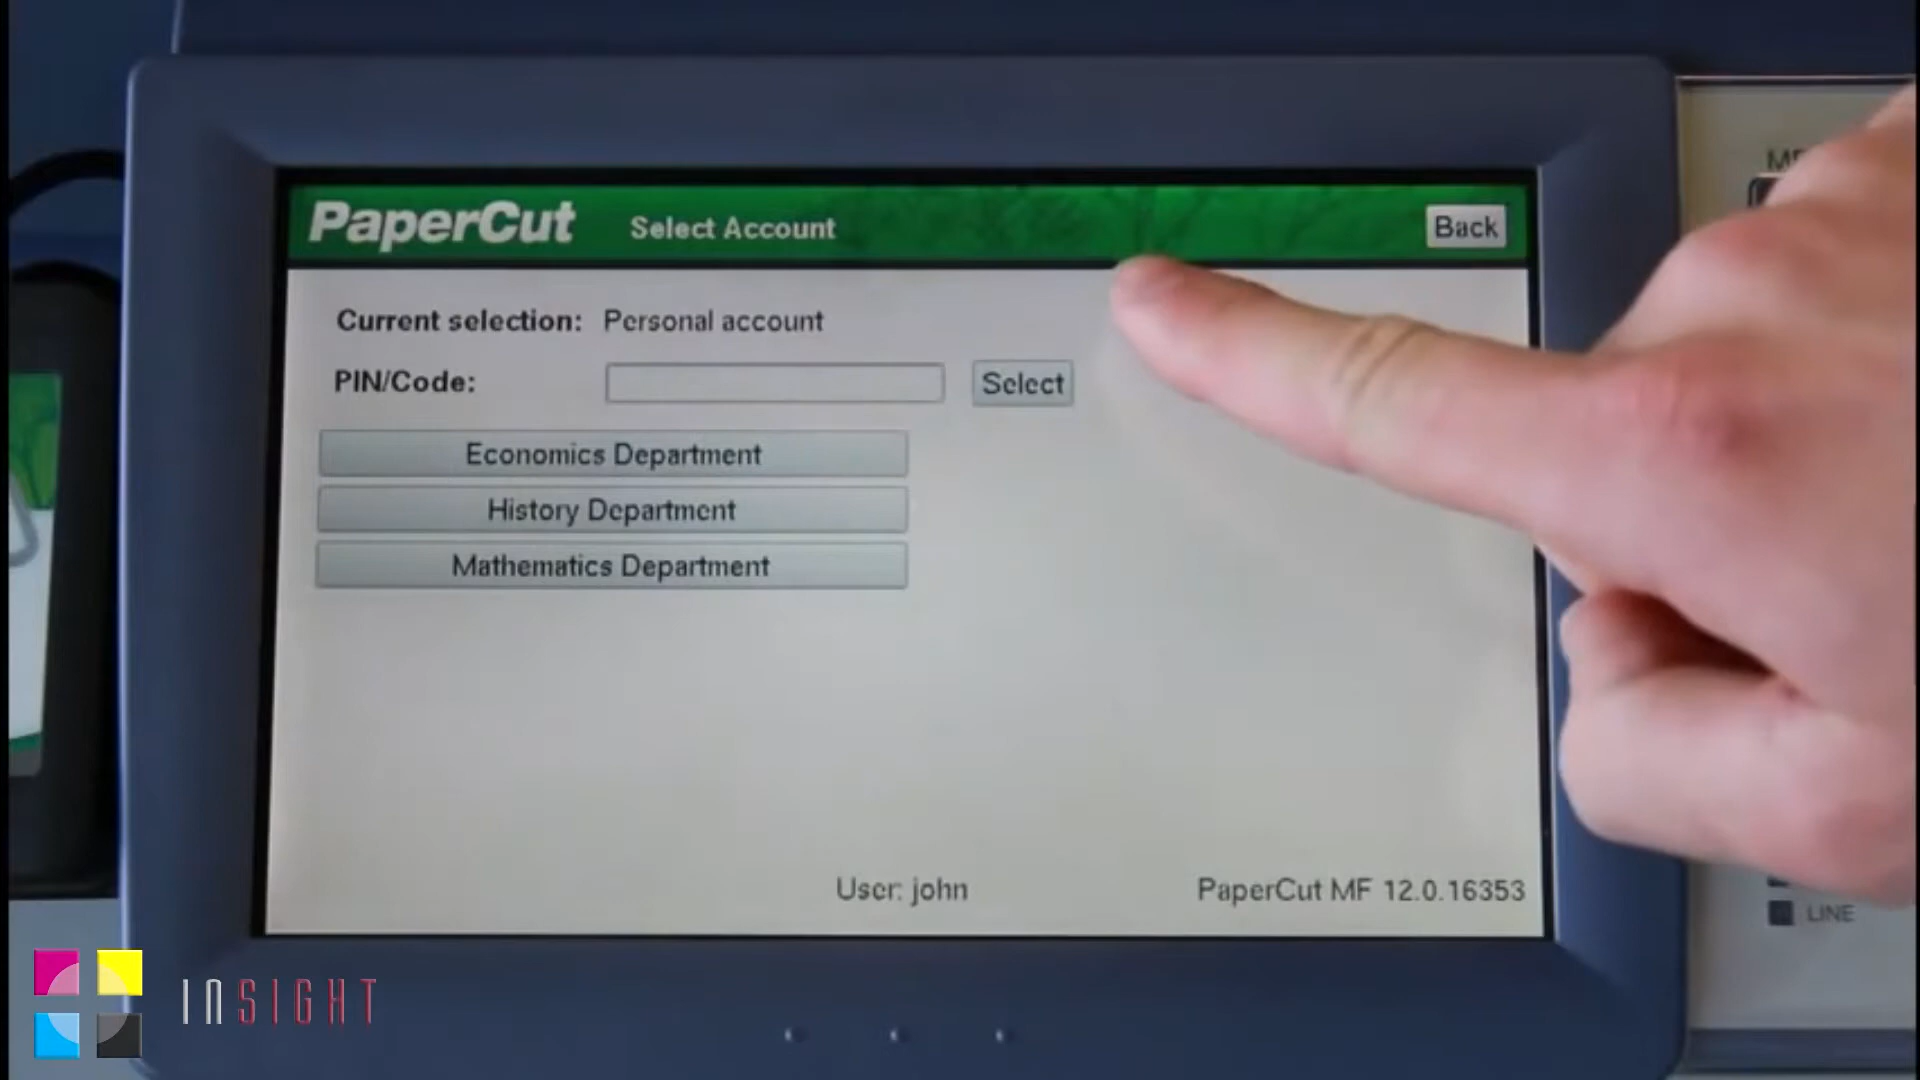 PaperCut Select Account Back
Current selection: Personal account
PIN/Code: Select
Economics Department
History Department
Mathematics Department
User: john PaperCut MF 12.0.16353
LINE
INSIGHT